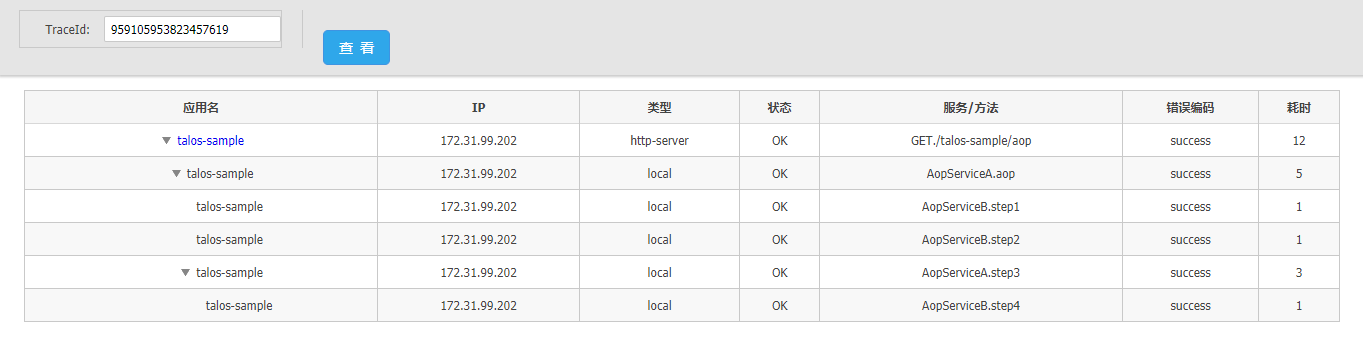 TraceId: 959105953823457619
查 看
应用名 IP 类型 状态 服务/方法 错误编码 耗时
talos-sample 172.31.99.202 http-server OK GET./talos-sample/aop success 12
talos-sample 172.31.99.202 local OK AopServiceA.aop success 5
talos-sample 172.31.99.202 local OK AopServiceB.step1 success 1
talos-sample 172.31.99.202 local OK AopServiceB.step2 success 1
talos-sample 172.31.99.202 local OK AopServiceA.step3 success 3
talos-sample 172.31.99.202 local OK AopServiceB.step4 success 1